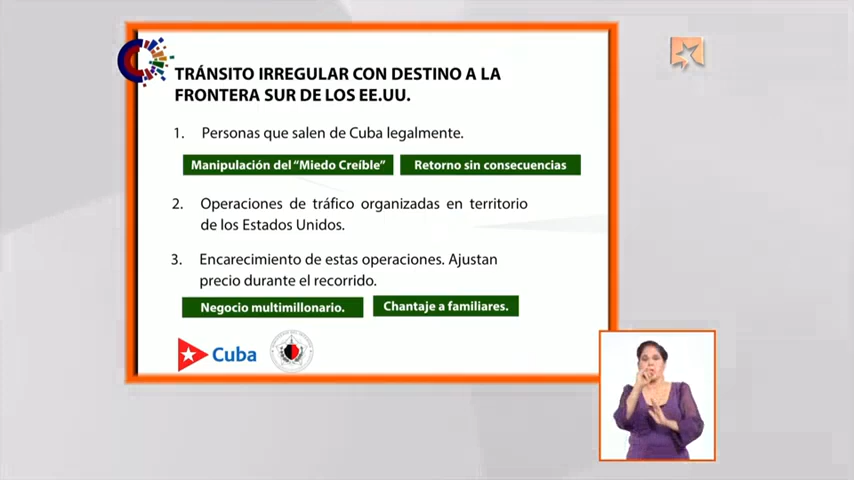 TRÁNSITO IRREGULAR CON DESTINO A LA
FRONTERA SUR DE LOS EE.UU.
1. Personas que salen de Cuba legalmente.
Manipulación del "Miedo Creíble"
Retorno sin consecuencias
2. Operaciones de tráfico organizadas en territorio
de los Estados Unidos.
3. Encarecimiento de estas operaciones. Ajustan
precio durante el recorrido.
Negocio multimillonario.
Chantaje a familiares.
Cuba